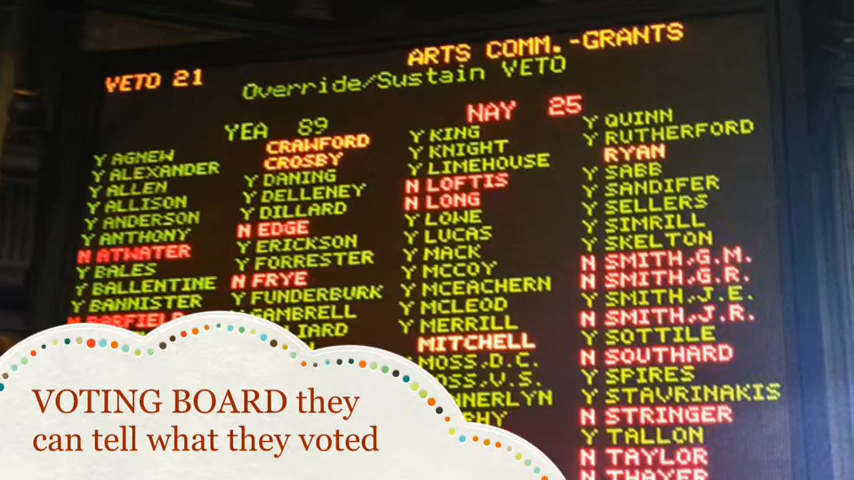 VETO 21
ARTS COMM.-GRANTS
Override/Sustain VETO
YEA 89
NAY 25
Y AGNEW
Y ALEXANDER
Y ALLEN
Y ALLISON
Y ANDERSON
Y ANTHONY
N ATWATER
Y BALES
Y BALLENTINE
Y BANNISTER
N BARFIELD
CRAWFORD
CROSBY
Y DANING
Y DELLENEY
Y DILLARD
N EDGE
Y ERICKSON
Y FORRESTER
N FRYE
Y FUNDERBURK
GAMBRELL
Y KING
Y KNIGHT
Y LIMEHOUSE
N LOFTIS
N LONG
Y LOWE
Y LUCAS
Y MACK
Y MCCOY
Y MCEACHERN
Y MCLEOD
Y MERRILL
MITCHELL
MOSS,D.C.
Y QUINN
Y RUTHERFORD
RYAN
Y SABB
Y SANDIFER
Y SELLERS
Y SIMRILL
Y SKELTON
N SMITH,G.M.
N SMITH,G.R.
Y SMITH,J.E.
N SMITH,J.R.
Y SOTTILE
N SOUTHARD
Y SPIRES
Y STAVRINAKIS
N STRINGER
Y TALLON
N TAYLOR
N THAYER
VOTING BOARD they
can tell what they voted